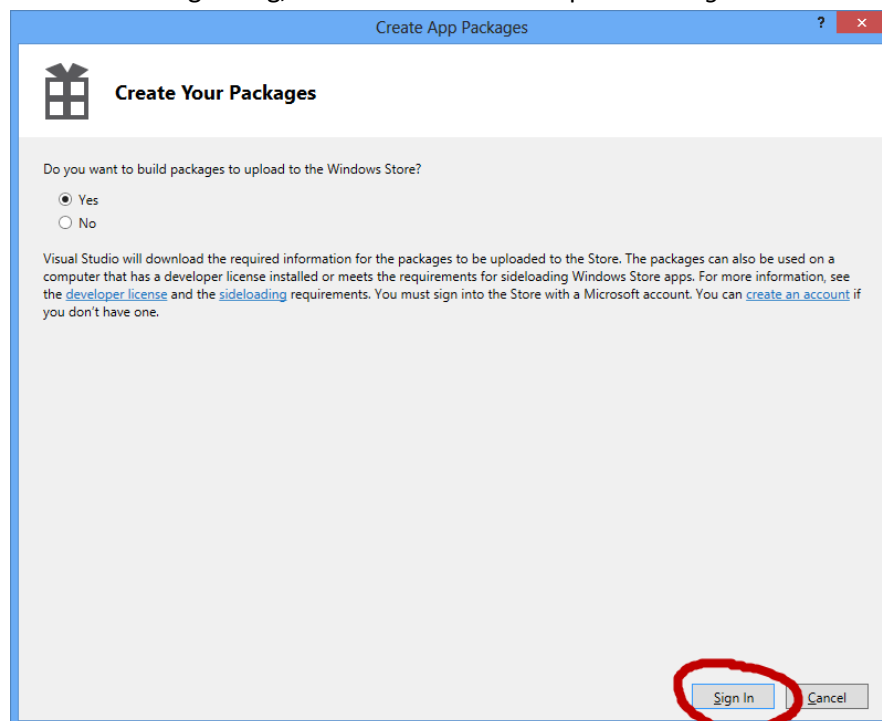 Create App Packages ?
Create Your Packages
Do you want to build packages to upload to the Windows Store?
Yes
No
Visual Studio will download the required information for the packages to be uploaded to the Store. The packages can also be used on a
computer that has a developer license installed or meets the requirements for sideloading Windows Store apps. For more information, see
the developer license and the sideloading requirements. You must sign into the Store with a Microsoft account. You can create an account if
you don't have one.
Sign In Cancel